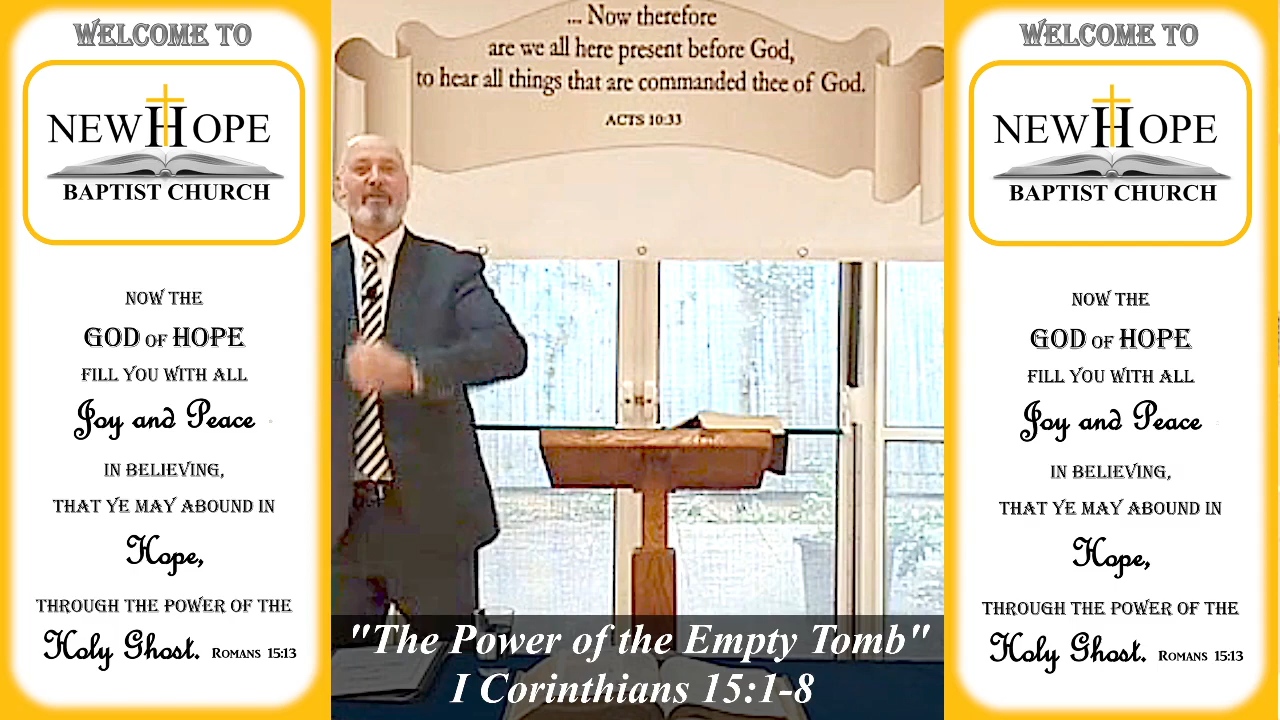 WELCOME TO
NEW HOPE
BAPTIST CHURCH
NOW THE
GOD OF HOPE
FILL YOU WITH ALL
Joy and Peace
IN BELIEVING,
THAT YE MAY ABOUND IN
Hope,
THROUGH THE POWER OF THE
Holy Ghost. ROMANS 15:13
... Now therefore
are we all here present before God,
to hear all things that are commanded thee of God.
ACTS 10:33
"The Power of the Empty Tomb"
I Corinthians 15:1-8
WELCOME TO
NEW HOPE
BAPTIST CHURCH
NOW THE
GOD OF HOPE
FILL YOU WITH ALL
Joy and Peace
IN BELIEVING,
THAT YE MAY ABOUND IN
Hope,
THROUGH THE POWER OF THE
Holy Ghost. ROMANS 15:13